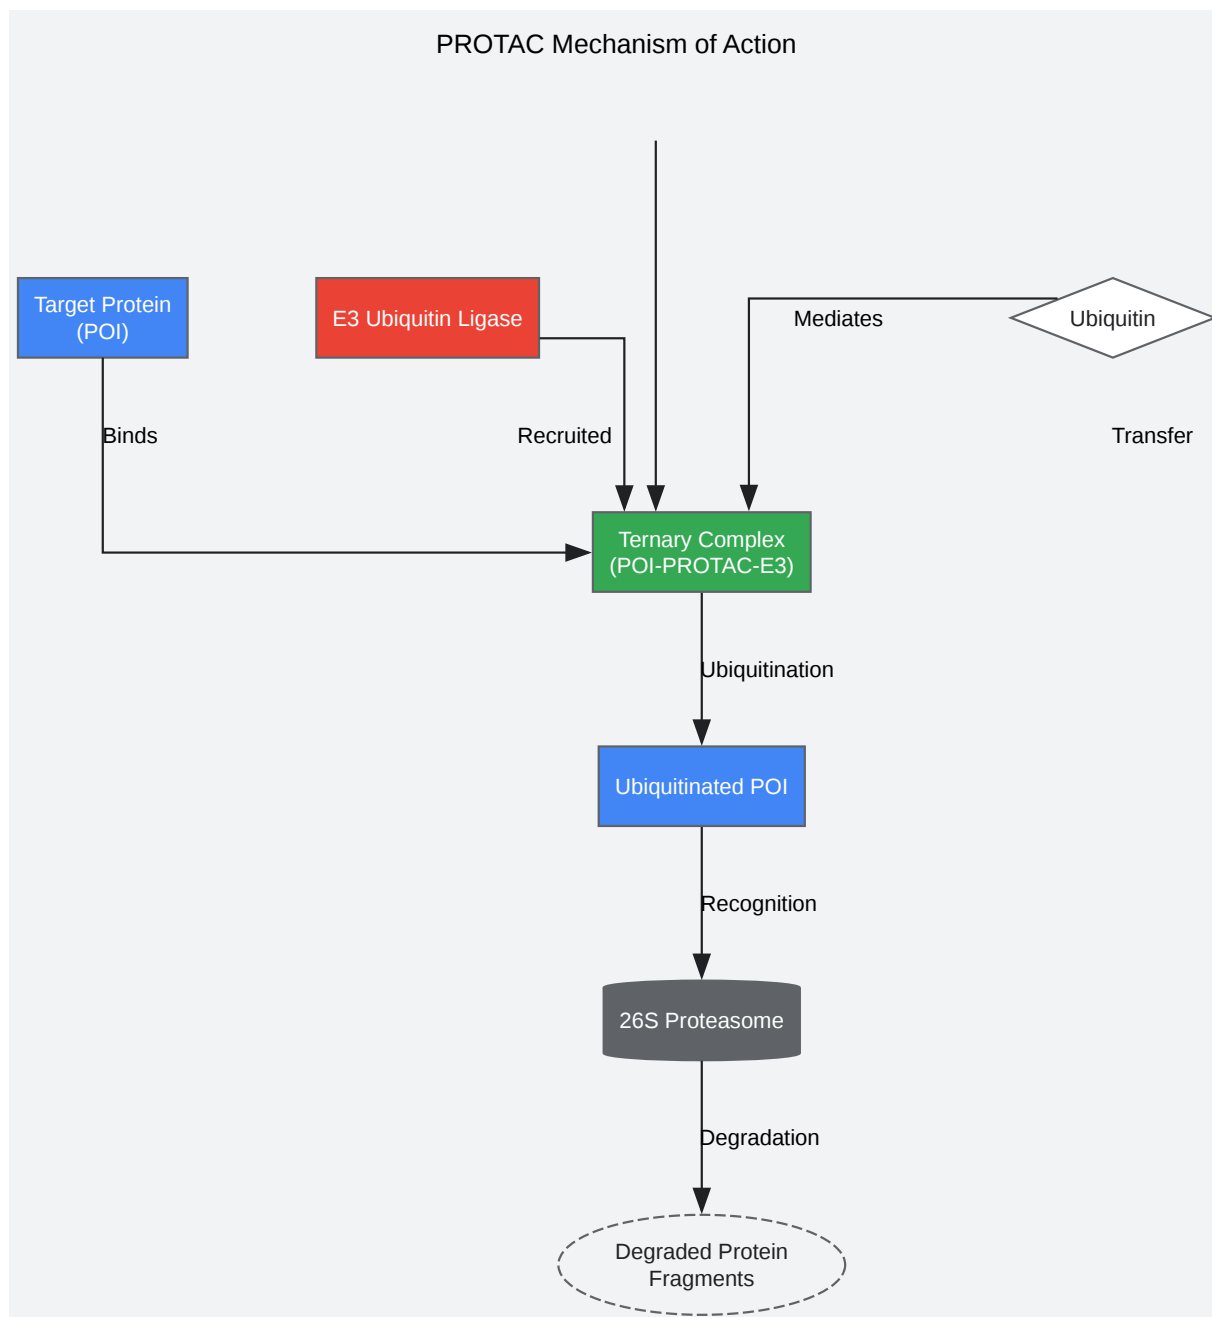 PROTAC Mechanism of Action
Target Protein
(POI)
E3 Ubiquitin Ligase
Mediates
Ubiquitin
Binds
Recruited
Transfer
Ternary Complex
(POI-PROTAC-E3)
Ubiquitination
Ubiquitinated POI
Recognition
26S Proteasome
Degradation
Degraded Protein
Fragments